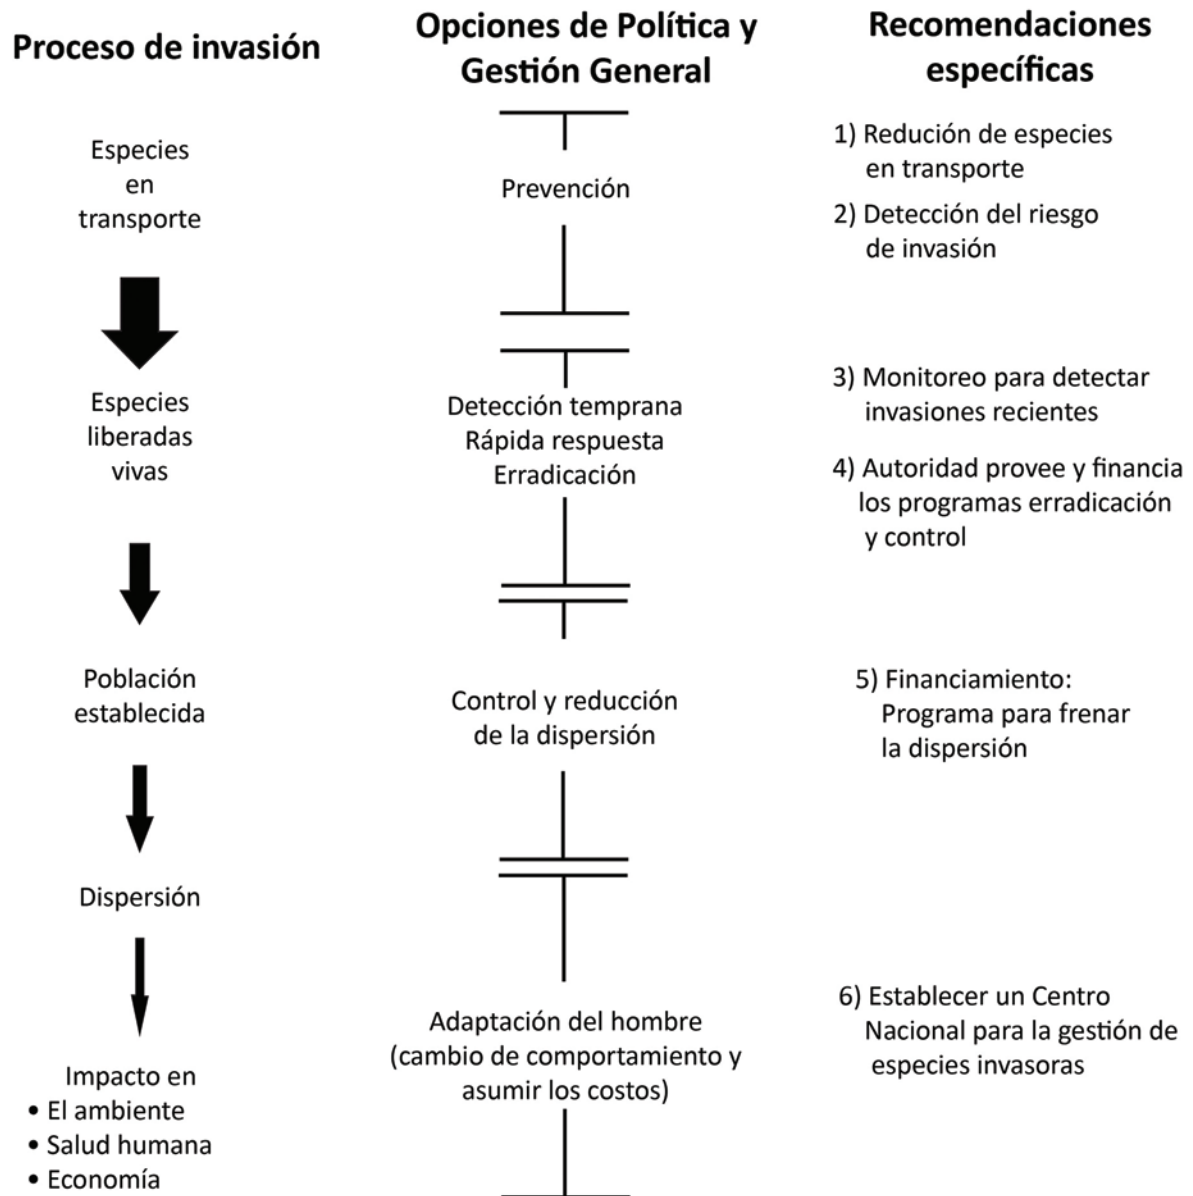 Proceso de invasión
Especies
en
transporte
Especies
liberadas
vivas
Población
establecida
Dispersión
Impacto en
• El ambiente
• Salud humana
• Economía
Opciones de Política y
Gestión General
Prevención
Detección temprana
Rápida respuesta
Erradicación
Control y reducción
de la dispersión
Adaptación del hombre
(cambio de comportamiento y
asumir los costos)
Recomendaciones
específicas
1) Redución de especies
en transporte
2) Detección del riesgo
de invasión
3) Monitoreo para detectar
invasiones recientes
4) Autoridad provee y financia
los programas erradicación
y control
5) Financiamiento:
Programa para frenar
la dispersión
6) Establecer un Centro
Nacional para la gestión de
especies invasoras